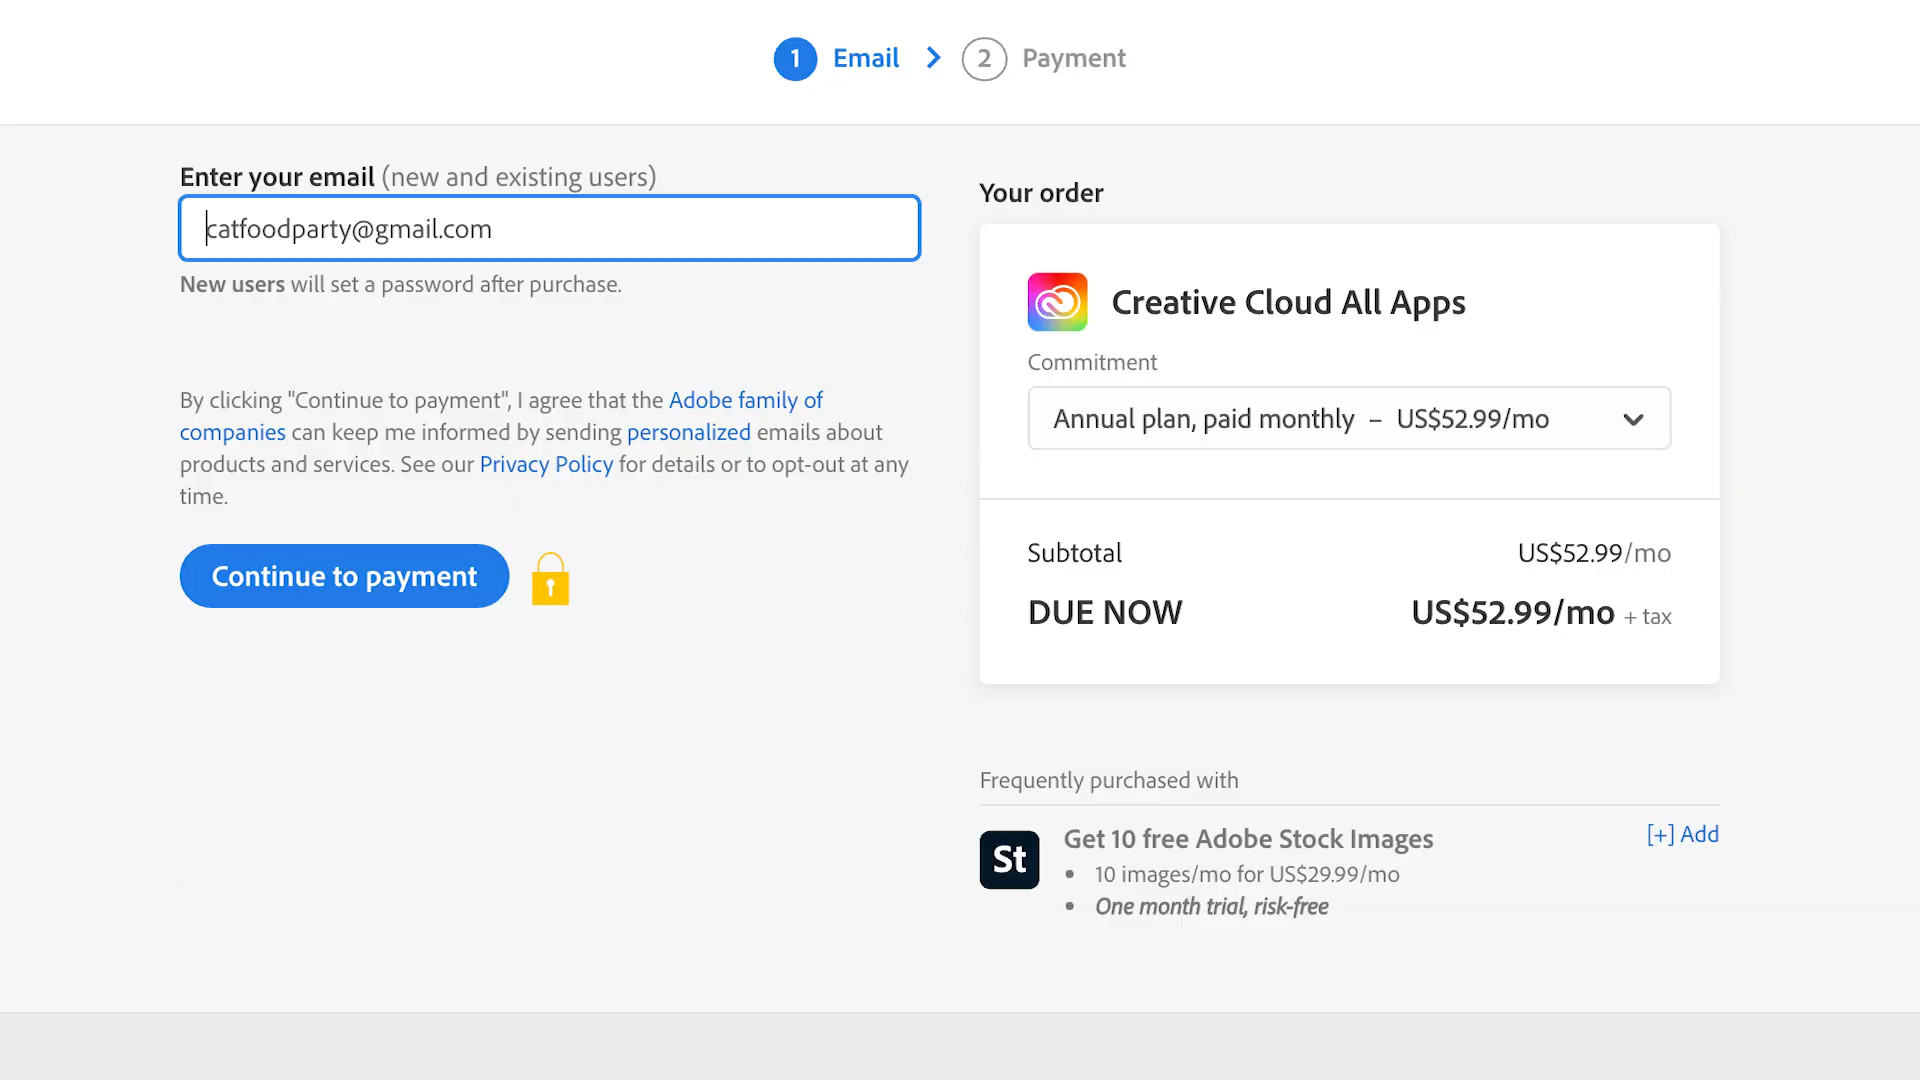 1 Email 2 Payment
Enter your email (new and existing users)
catfoodparty@gmail.com
New users will set a password after purchase.
By clicking "Continue to payment", I agree that the Adobe family of
companies can keep me informed by sending personalized emails about
products and services. See our Privacy Policy for details or to opt-out at any
time.
Continue to payment
Your order
Creative Cloud All Apps
Commitment
Annual plan, paid monthly – US$52.99/mo
Subtotal US$52.99/mo
DUE NOW US$52.99/mo + tax
Frequently purchased with
St
Get 10 free Adobe Stock Images [+] Add
• 10 images/mo for US$29.99/mo
• One month trial, risk-free